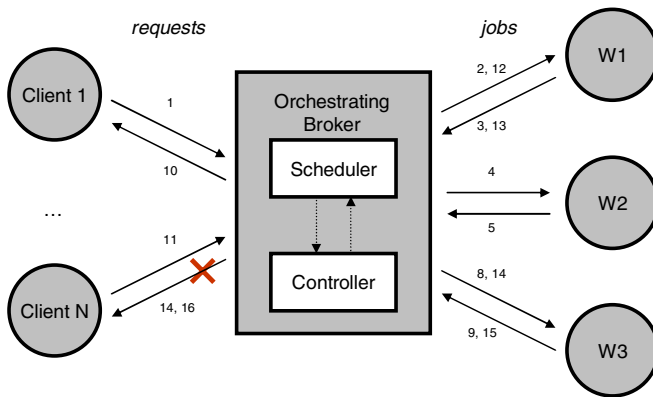 requests
jobs
Client 1
1
10
Orchestrating
Broker
Scheduler
Controller
2, 12
3, 13
W1
4
5
W2
...
11
14, 16
Client N
8, 14
9, 15
W3